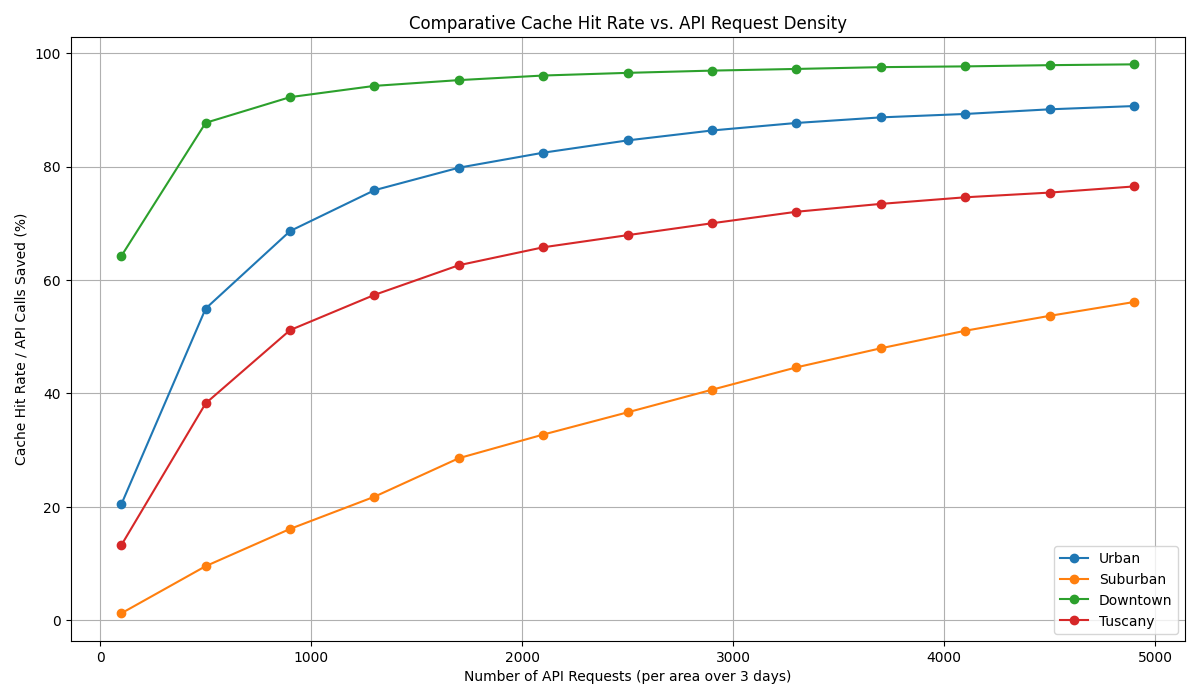 Comparative Cache Hit Rate vs. API Request Density
Cache Hit Rate / API Calls Saved (%)
100
80
60
40
20
0
0 1000 2000 3000 4000 5000
Number of API Requests (per area over 3 days)
Urban
Suburban
Downtown
Tuscany